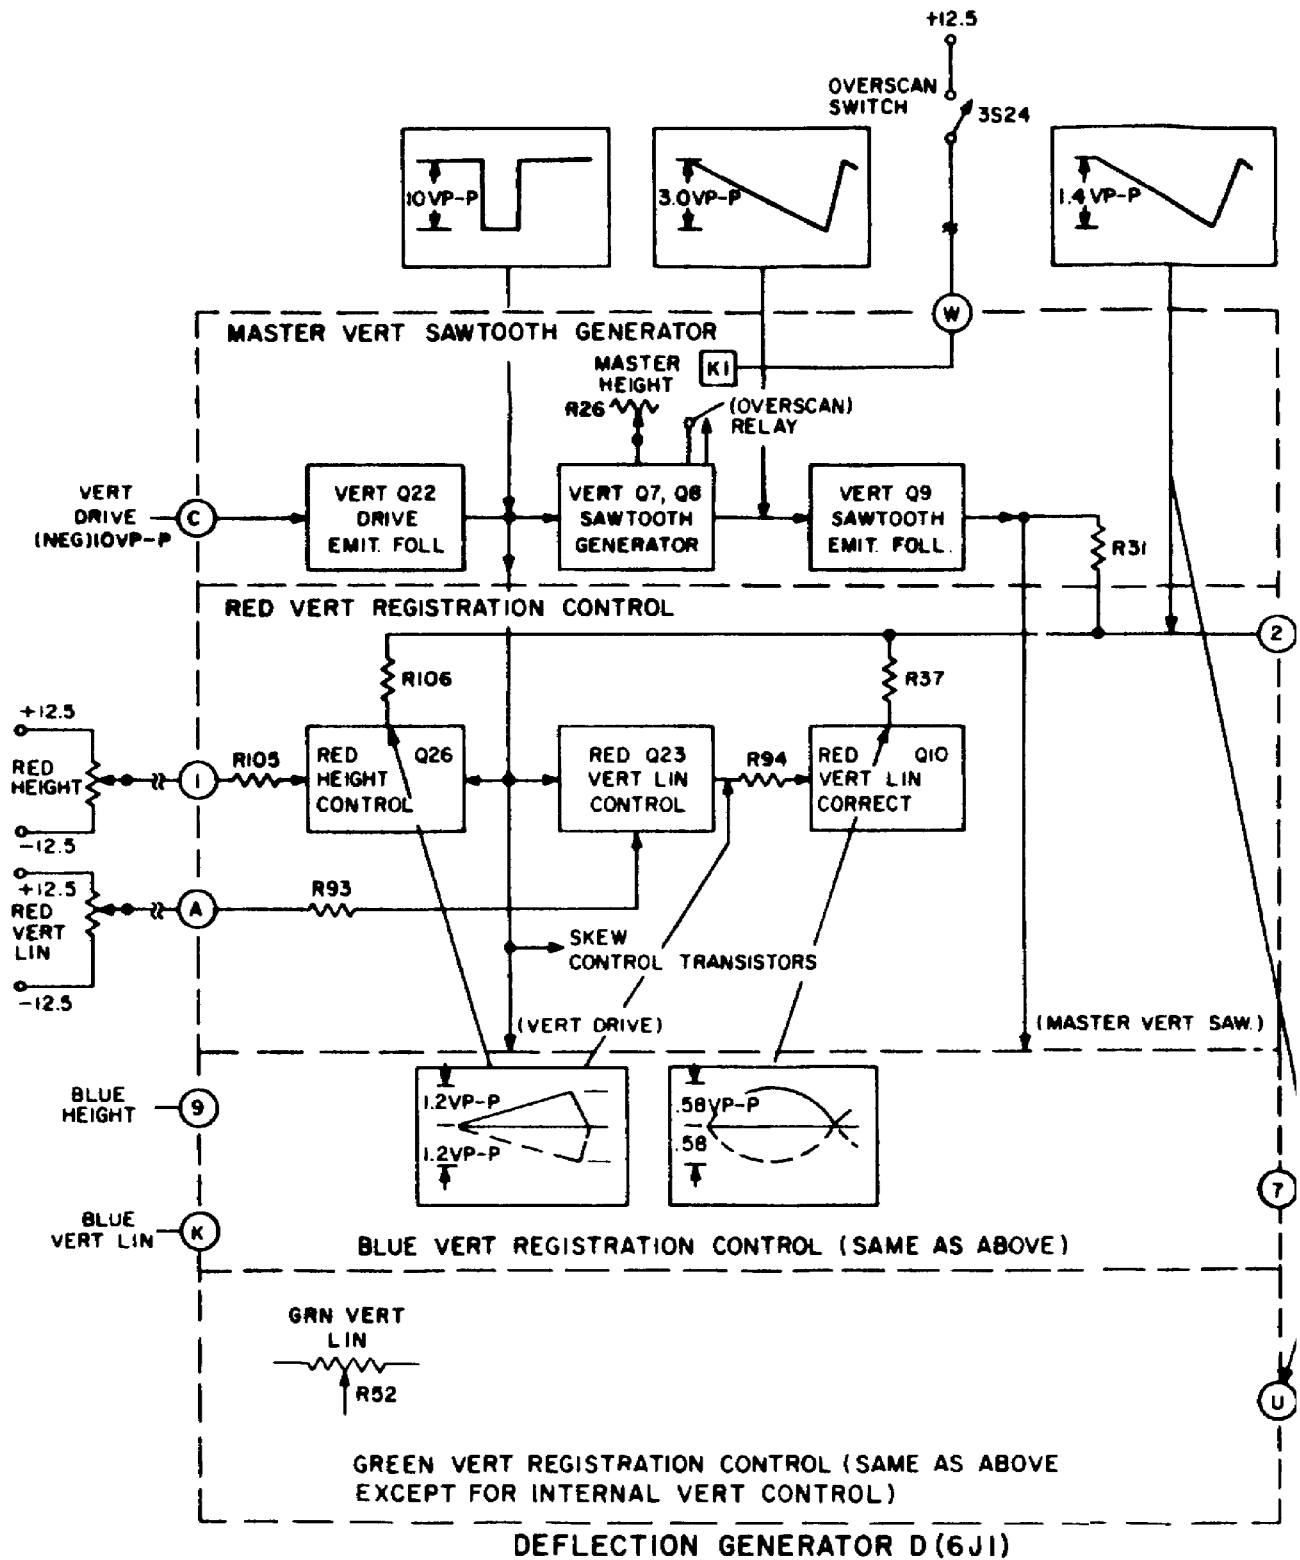 +12.5
OVERSCAN
SWITCH
3S24
10VP-P
3.0VP-P
1.4VP-P
W
MASTER VERT SAWTOOTH GENERATOR
MASTER
HEIGHT
K1
R26
(OVERSCAN)
RELAY
VERT
DRIVE
(NEG)10VP-P
C
VERT Q22
DRIVE
EMIT. FOLL
VERT Q7, Q8
SAWTOOTH
GENERATOR
VERT Q9
SAWTOOTH
EMIT. FOLL.
R31
RED VERT REGISTRATION CONTROL
2
R106
R37
+12.5
RED
HEIGHT
-12.5
1
R105
RED Q26
HEIGHT
CONTROL
RED Q23
VERT LIN
CONTROL
R94
RED Q10
VERT LIN
CORRECT
+12.5
RED
VERT
LIN
-12.5
A
R93
SKEW
CONTROL TRANSISTORS
(VERT DRIVE)
(MASTER VERT SAW.)
BLUE
HEIGHT
9
1.2VP-P
1.2VP-P
.58VP-P
.58
7
BLUE
VERT LIN
K
BLUE VERT REGISTRATION CONTROL (SAME AS ABOVE)
GRN VERT
LIN
R52
U
GREEN VERT REGISTRATION CONTROL (SAME AS ABOVE
EXCEPT FOR INTERNAL VERT CONTROL)
DEFLECTION GENERATOR D (6J1)